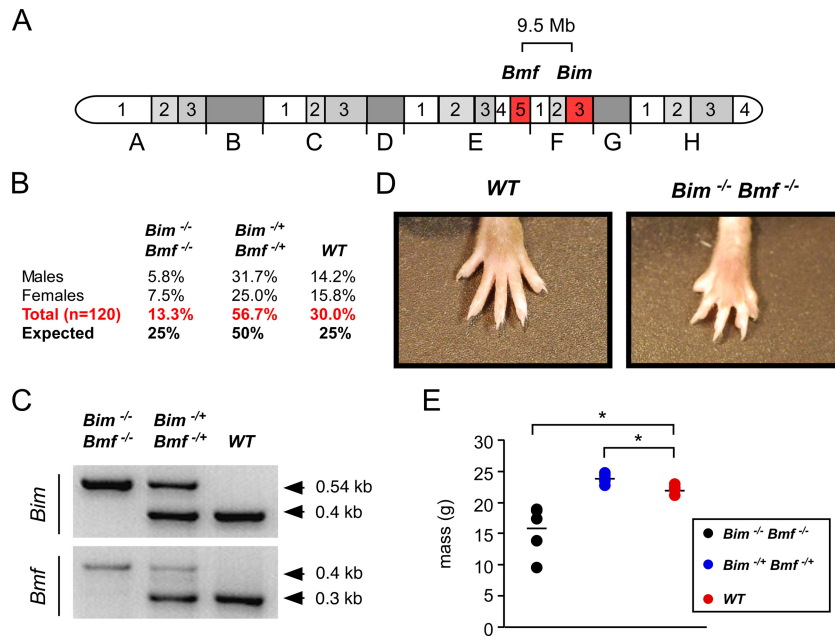 A
9.5 Mb
Bmf Bim
1 2 3 1 2 3 1 2 3 4 5 1 2 3 1 2 3 4
A B C D E F G H
B
Bim -/- Bim -/+
Bmf -/- Bmf -/+ WT
Males 5.8% 31.7% 14.2%
Females 7.5% 25.0% 15.8%
Total (n=120) 13.3% 56.7% 30.0%
Expected 25% 50% 25%
C
Bim -/- Bim -/+
Bmf -/- Bmf -/+ WT
Bim
0.54 kb
0.4 kb
Bmf
0.4 kb
0.3 kb
D
WT Bim -/- Bmf -/-
E
*
*
30
25
20
15
10
5
0
mass (g)
Bim -/- Bmf -/-
Bim -/+ Bmf -/+
WT